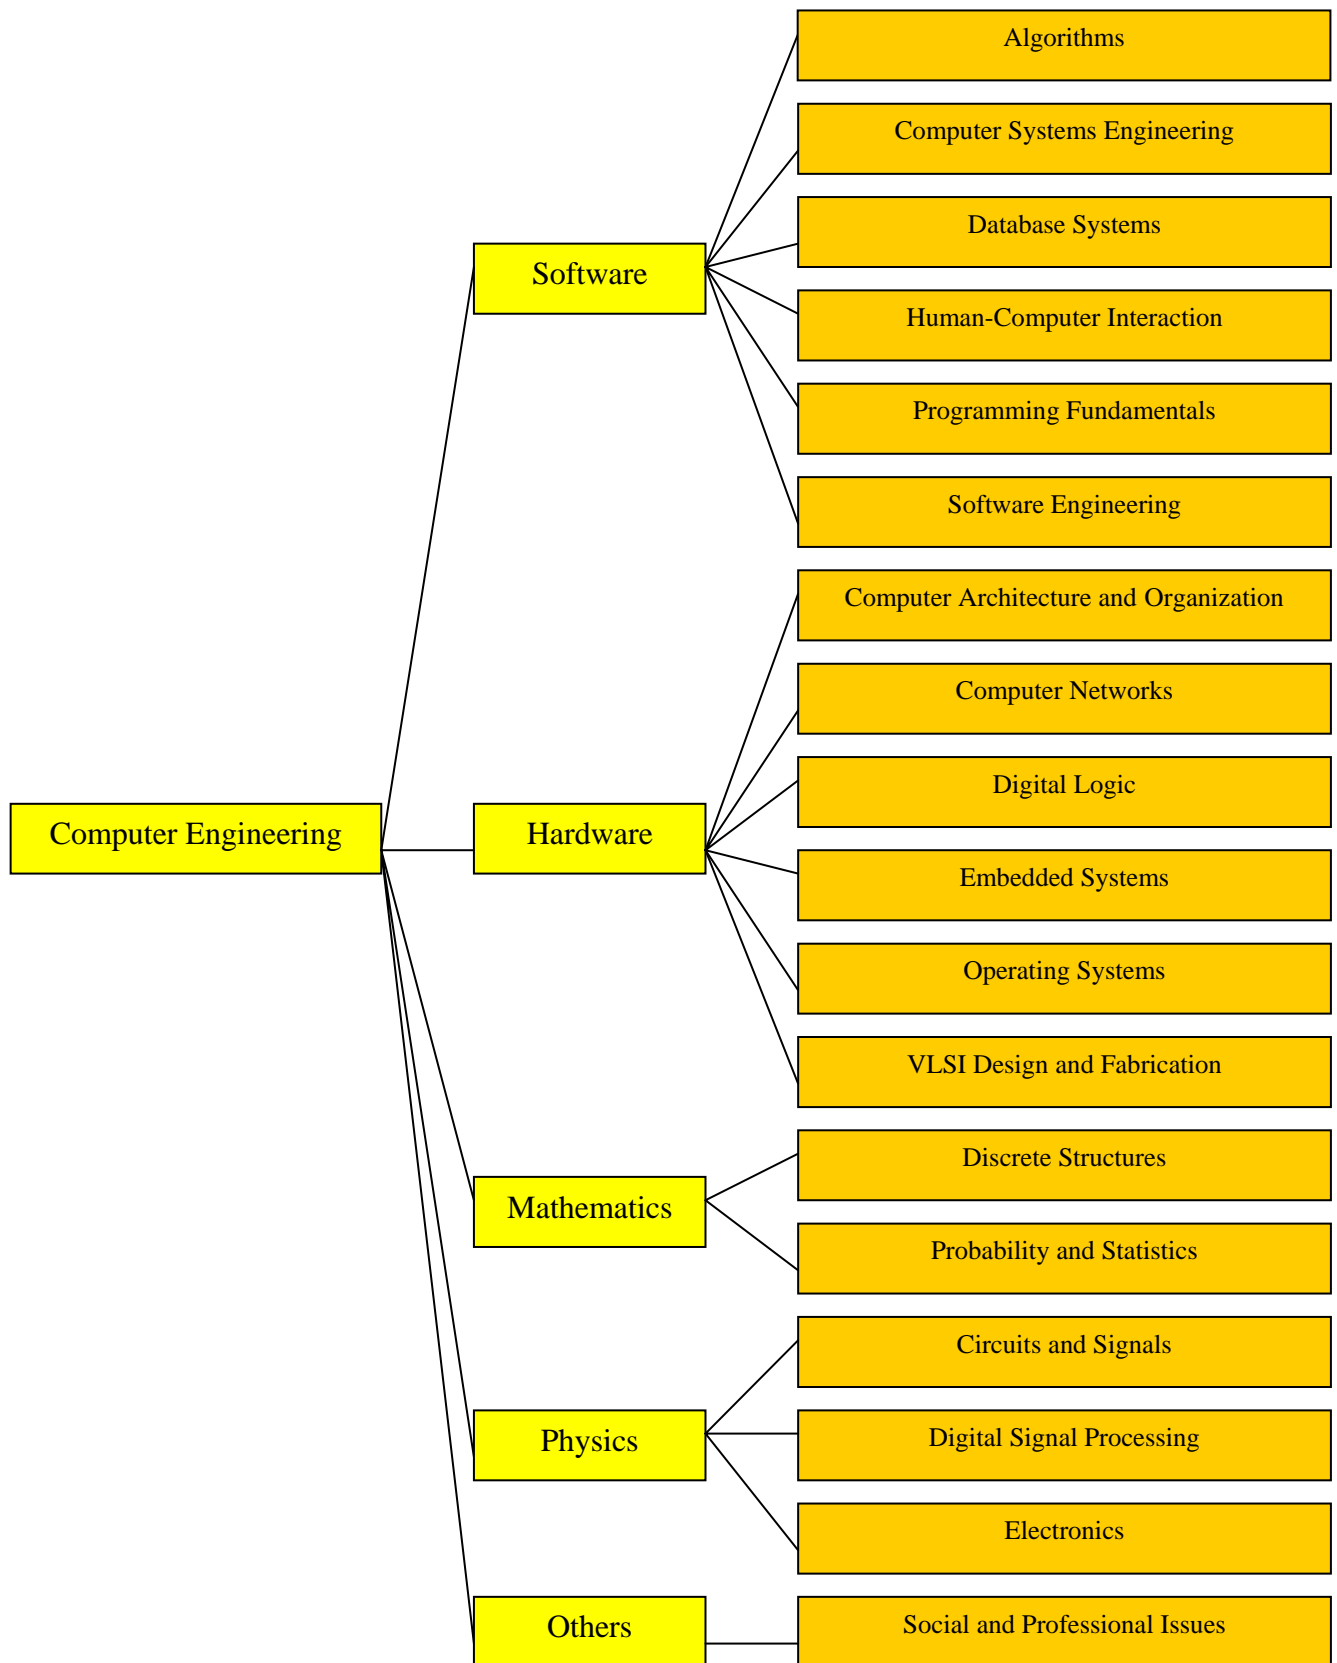 Algorithms
Computer Systems Engineering
Database Systems
Software
Human-Computer Interaction
Programming Fundamentals
Software Engineering
Computer Architecture and Organization
Computer Networks
Digital Logic
Computer Engineering
Hardware
Embedded Systems
Operating Systems
VLSI Design and Fabrication
Discrete Structures
Mathematics
Probability and Statistics
Circuits and Signals
Physics
Digital Signal Processing
Electronics
Others
Social and Professional Issues